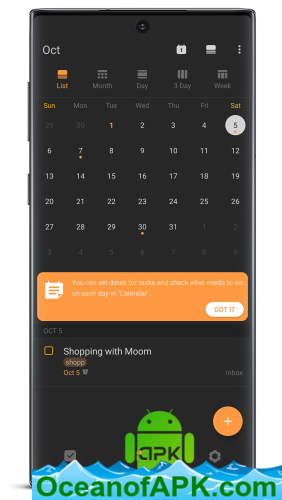 Oct
1
List Month Day 3 Day Week
Sun Mon Tue Wed Thu Fri Sat
29 30 1 2 3 4 5
6 7 8 9 10 11 12
13 14 15 16 17 18 19
20 21 22 23 24 25 26
27 28 29 30 31 1 2
3 4 5 6 7 8 9
You can set dates for tasks and check what needs to do
on each day in "Calendar".
GOT IT
OCT 5
Shopping with Moom
shopp
Oct 5 Inbox
APK
OceanofAPK.com